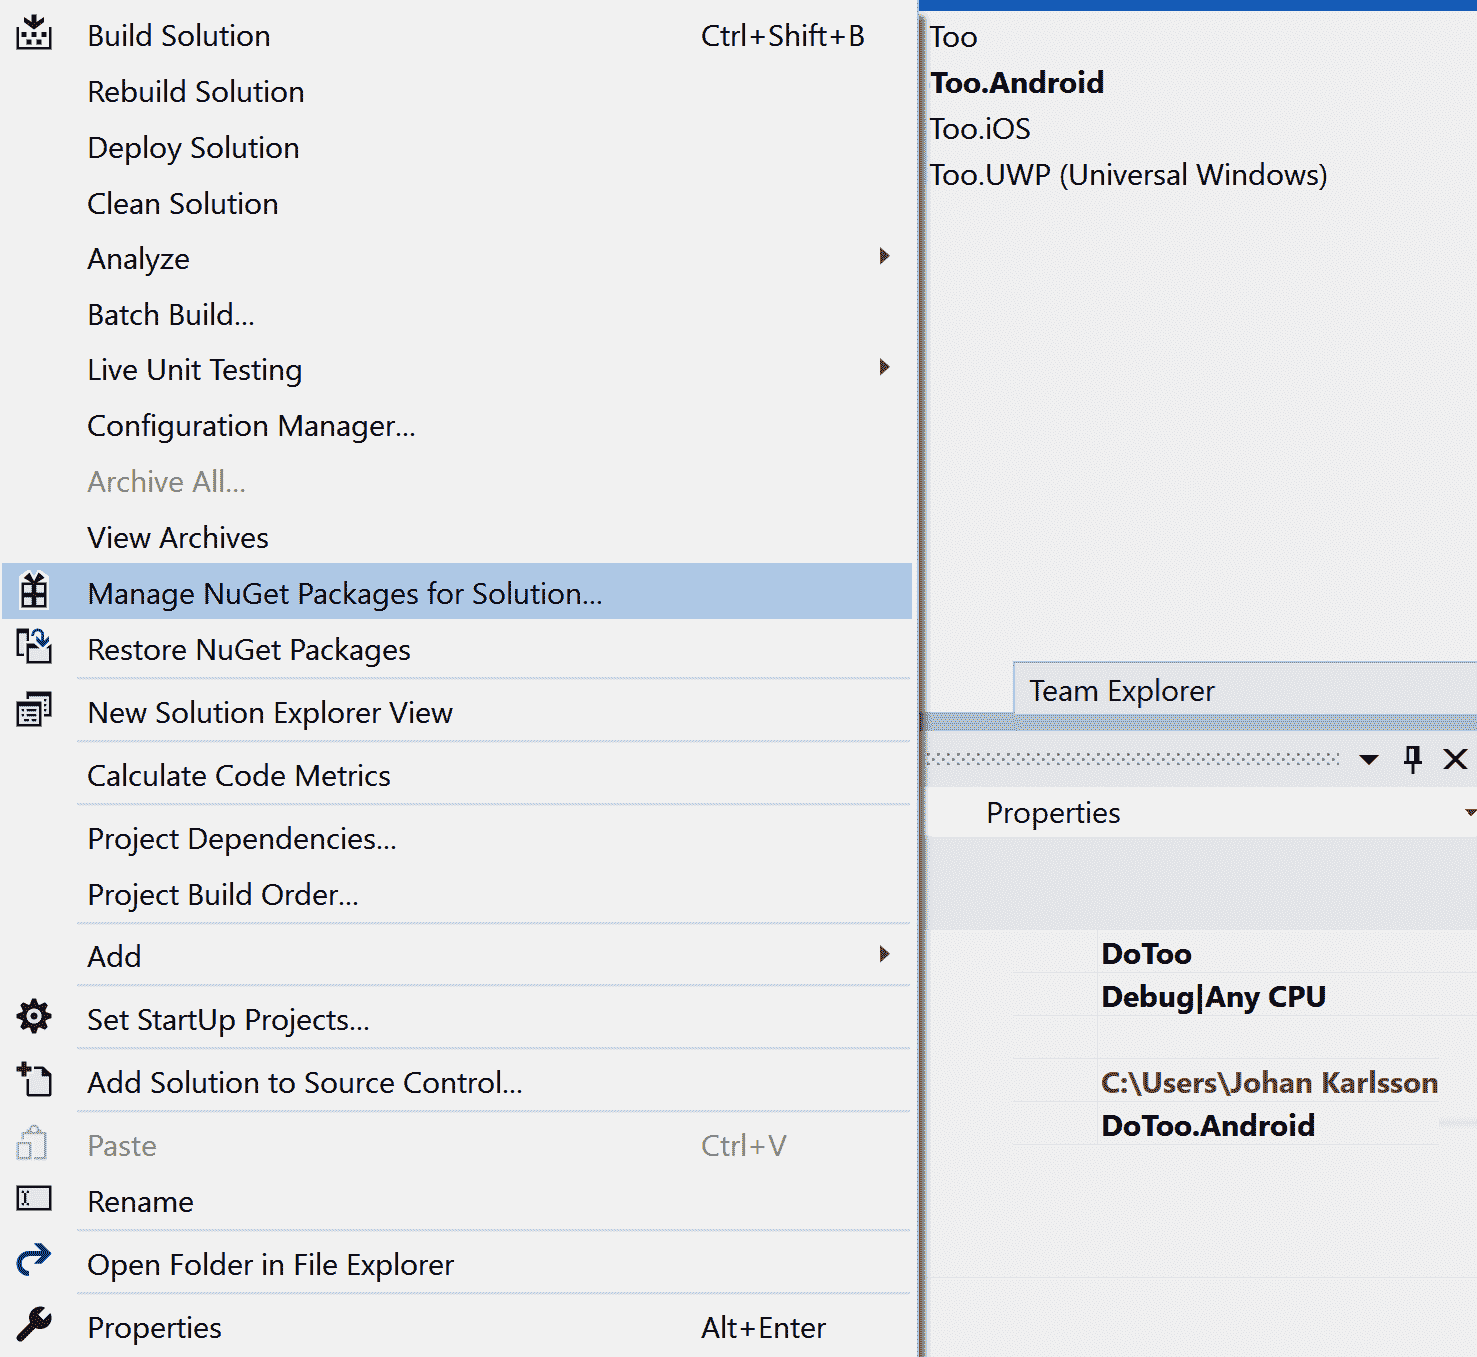 Build Solution Ctrl+Shift+B
Rebuild Solution
Deploy Solution
Clean Solution
Analyze
Batch Build...
Live Unit Testing
Configuration Manager...
Archive All...
View Archives
Manage NuGet Packages for Solution...
Restore NuGet Packages
New Solution Explorer View
Calculate Code Metrics
Project Dependencies...
Project Build Order...
Add
Set StartUp Projects...
Add Solution to Source Control...
Paste Ctrl+V
Rename
Open Folder in File Explorer
Properties Alt+Enter
Too
Too.Android
Too.iOS
Too.UWP (Universal Windows)
Team Explorer
Properties
DoToo
Debug|Any CPU
C:\Users\Johan Karlsson
DoToo.Android